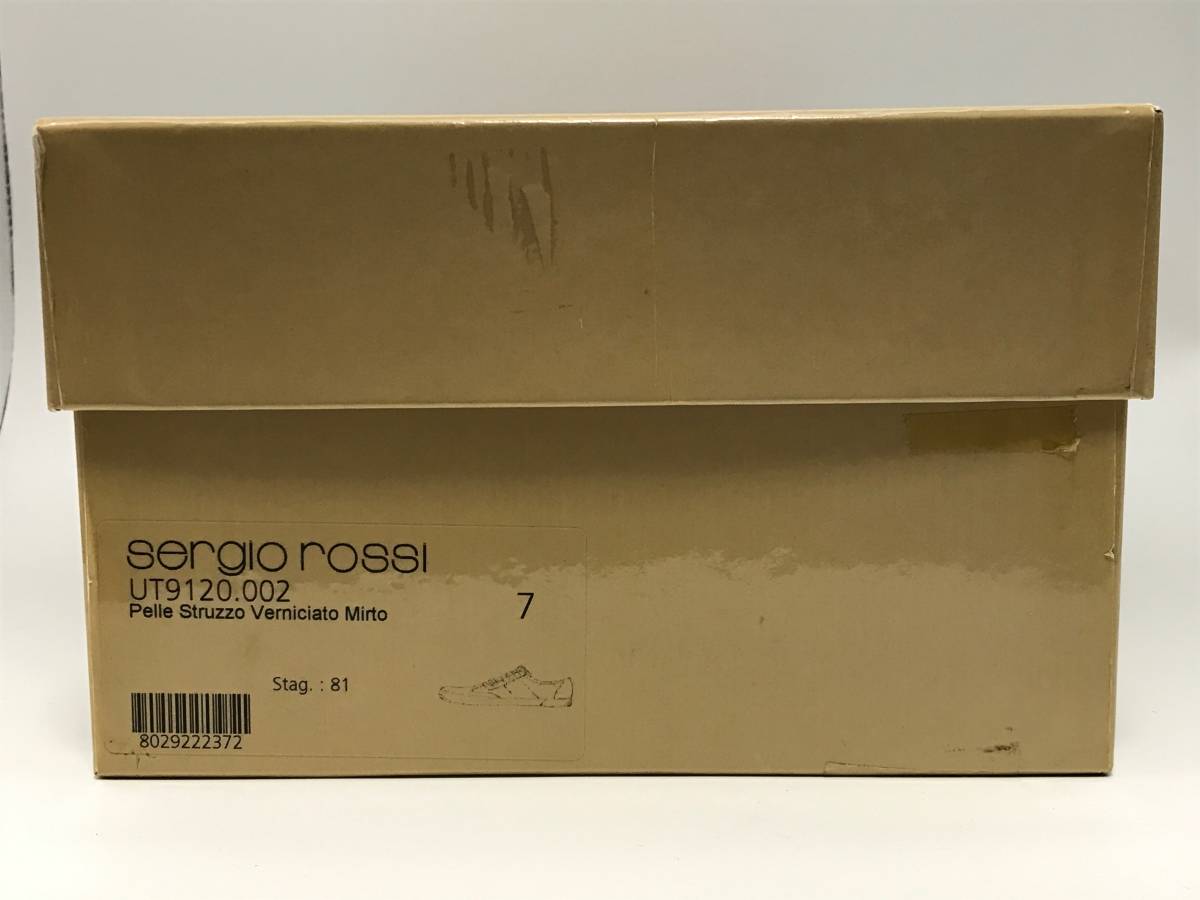 sergio rossi
UT9120.002
Pelle Struzzo Verniciato Mirto
7
Stag. : 81
8029222372